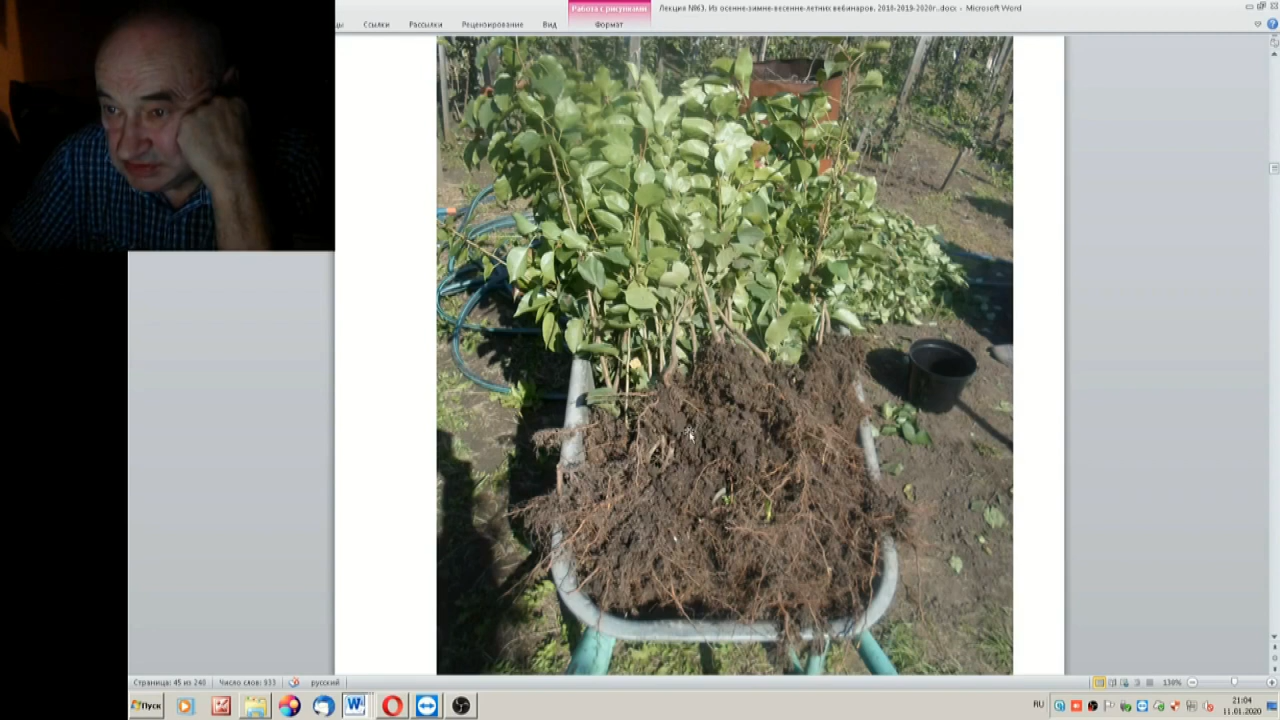 Работа с рисунками
Лекция №63. Из осенне-зимне-весенне-летних вебинаров, 2018-2019-2020г..docx - Microsoft Word
Ссылки Рассылки Рецензирование Вид Формат
Страница: 45 из 240 Число слов: 933 русский 130%
Пуск
RU
21:04
11.01.2020